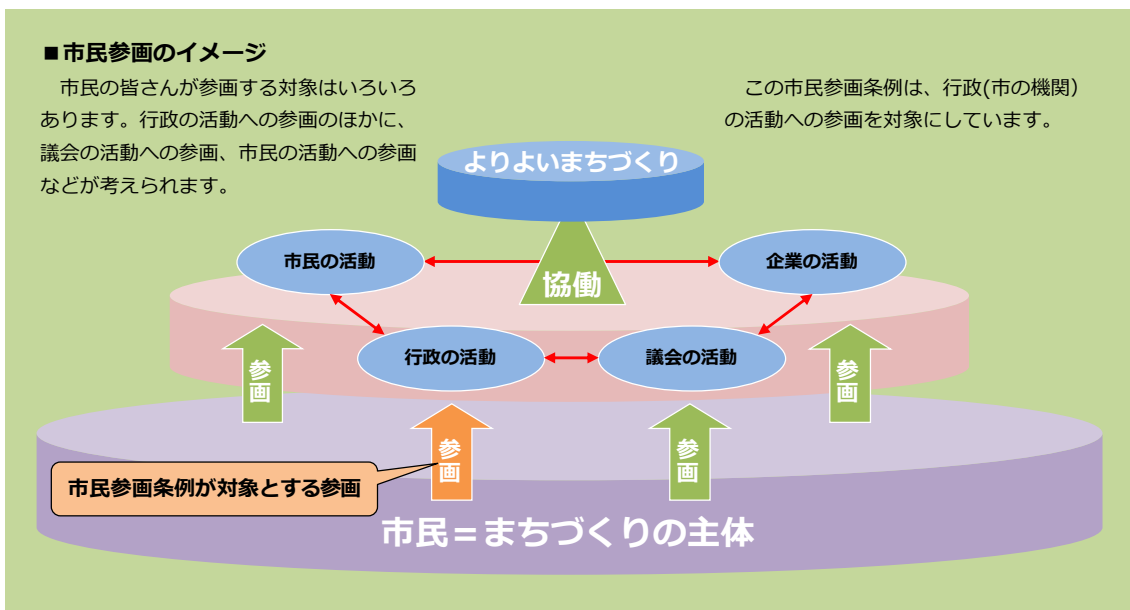 ■市民参画のイメージ
市民の皆さんが参画する対象はいろいろ
あります。行政の活動への参画のほかに、
議会の活動への参画、市民の活動への参画
などが考えられます。
この市民参画条例は、行政(市の機関）
の活動への参画を対象にしています。
よりよいまちづくり
市民の活動
企業の活動
協働
行政の活動
議会の活動
参画
参画
参画
参画
市民参画条例が対象とする参画
市民＝まちづくりの主体